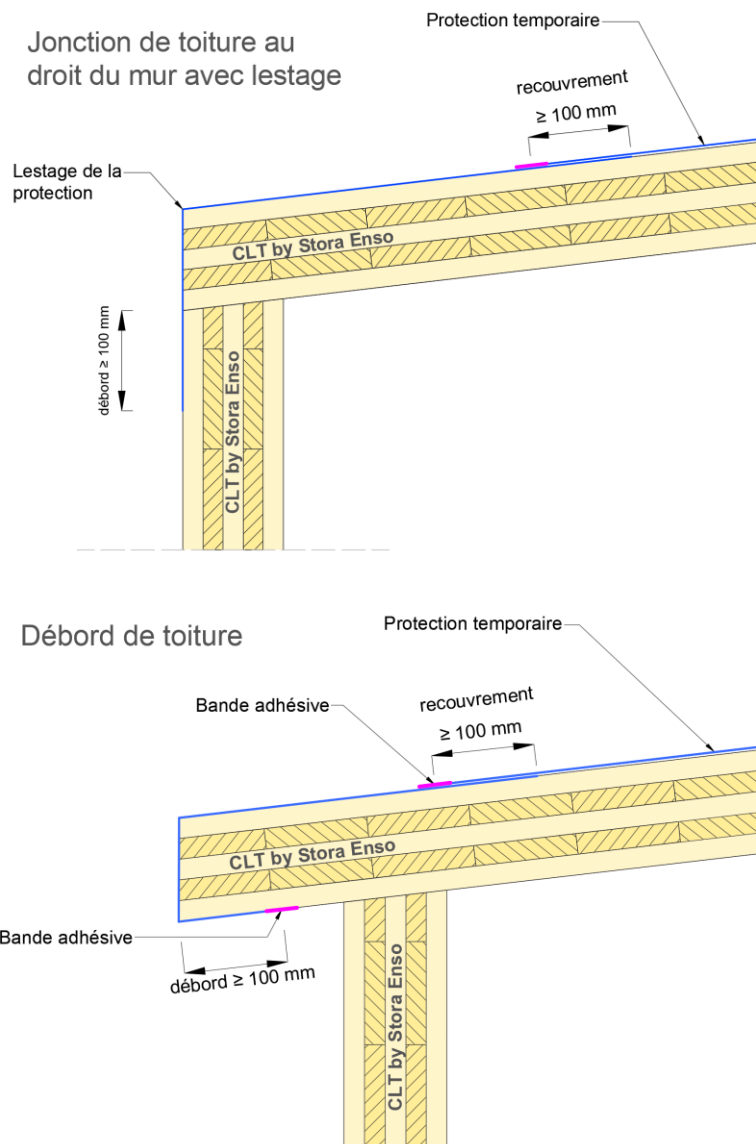 Jonction de toiture au
droit du mur avec lestage
Protection temporaire
recouvrement
≥ 100 mm
Lestage de la
protection
CLT by Stora Enso
débord ≥ 100 mm
CLT by Stora Enso
Débord de toiture
Protection temporaire
Bande adhésive
recouvrement
≥ 100 mm
CLT by Stora Enso
Bande adhésive
débord ≥ 100 mm
CLT by Stora Enso